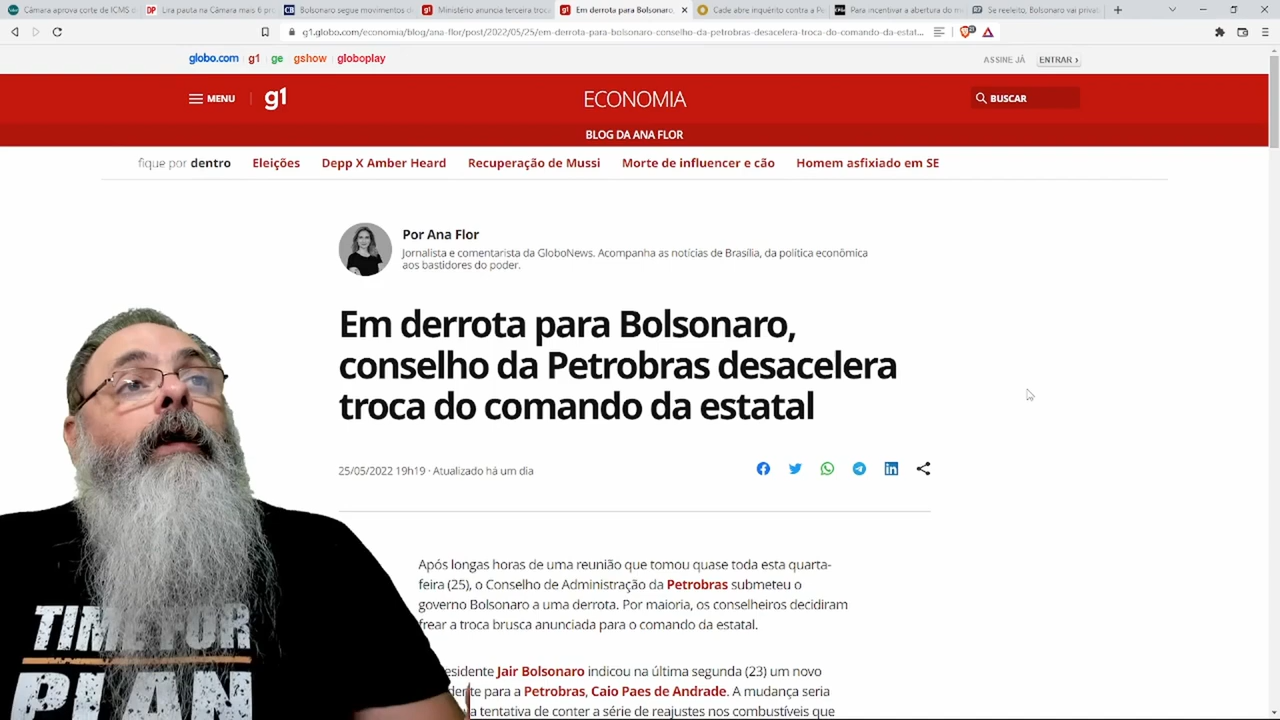 Câmara aprova corte de ICMS d
Lira pauta na Câmara mais 6 pro
Bolsonaro segue movimentos d
Ministério anuncia terceira troca
Em derrota para Bolsonaro,
Cade abre inquérito contra a Pe
Para incentivar a abertura do m
Se reeleito, Bolsonaro vai privat
g1.globo.com/economia/blog/ana-flor/post/2022/05/25/em-derrota-para-bolsonaro-conselho-da-petrobras-desacelera-troca-do-comando-da-estat...
globo.com g1 ge gshow globoplay
ASSINE JÁ ENTRAR ›
MENU g1 ECONOMIA BUSCAR
BLOG DA ANA FLOR
fique por dentro Eleições Depp X Amber Heard Recuperação de Mussi Morte de influencer e cão Homem asfixiado em SE
Por Ana Flor
Jornalista e comentarista da GloboNews. Acompanha as notícias de Brasília, da política econômica
aos bastidores do poder.
Em derrota para Bolsonaro,
conselho da Petrobras desacelera
troca do comando da estatal
25/05/2022 19h19 · Atualizado há um dia
Após longas horas de uma reunião que tomou quase toda esta quarta-
feira (25), o Conselho de Administração da Petrobras submeteu o
governo Bolsonaro a uma derrota. Por maioria, os conselheiros decidiram
frear a troca brusca anunciada para o comando da estatal.
esidente Jair Bolsonaro indicou na última segunda (23) um novo
dente para a Petrobras, Caio Paes de Andrade. A mudança seria
a tentativa de conter a série de reajustes nos combustíveis que
TIME FOR
PLAN